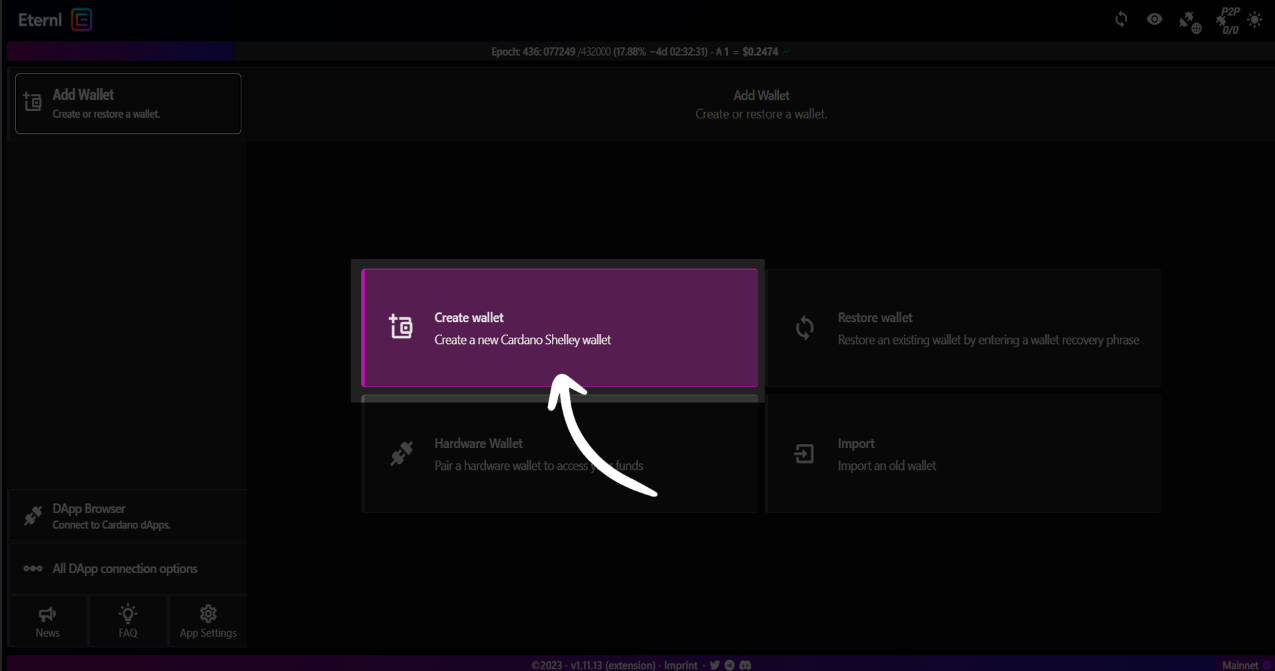 Eternl
P2P
0/0
Epoch: 436: 077249 /432000 (17.88% ~4d 02:32:31) · ₳ 1 = $0.2474
Add Wallet
Create or restore a wallet.
Add Wallet
Create or restore a wallet.
Create wallet
Create a new Cardano Shelley wallet
Restore wallet
Restore an existing wallet by entering a wallet recovery phrase
Hardware Wallet
Pair a hardware wallet to access your funds
Import
Import an old wallet
DApp Browser
Connect to Cardano dApps.
All DApp connection options
News
FAQ
App Settings
©2023 · v1.11.13 (extension) · Imprint ·
Mainnet